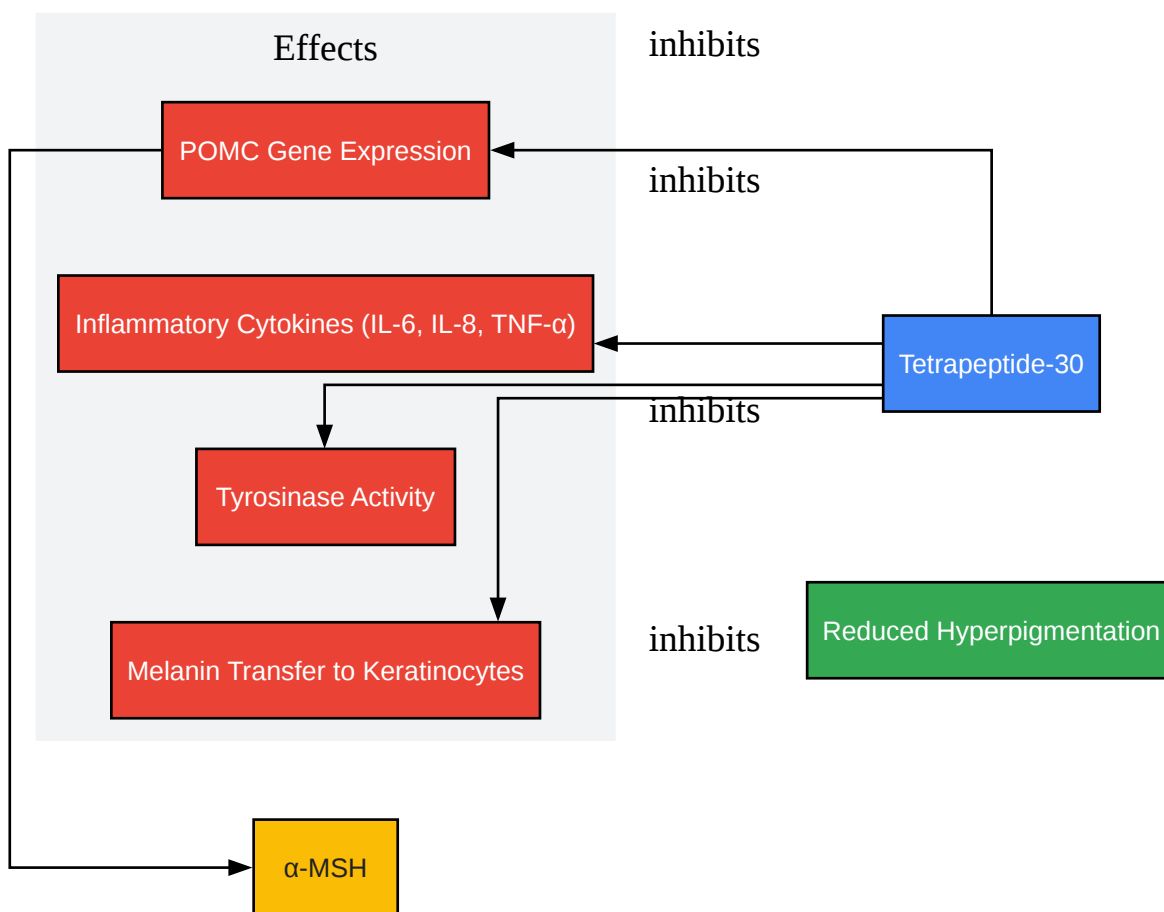 Effects
inhibits
POMC Gene Expression
inhibits
Inflammatory Cytokines (IL-6, IL-8, TNF-α)
Tetrapeptide-30
inhibits
Tyrosinase Activity
Reduced Hyperpigmentation
inhibits
Melanin Transfer to Keratinocytes
α-MSH